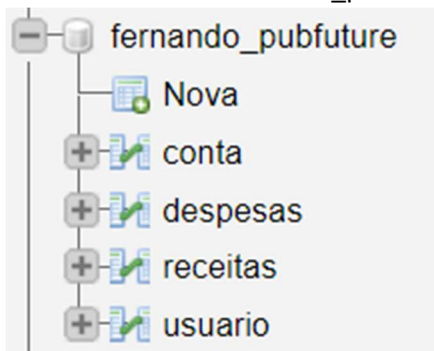 fernando_pubfuture
Nova
conta
despesas
receitas
usuario